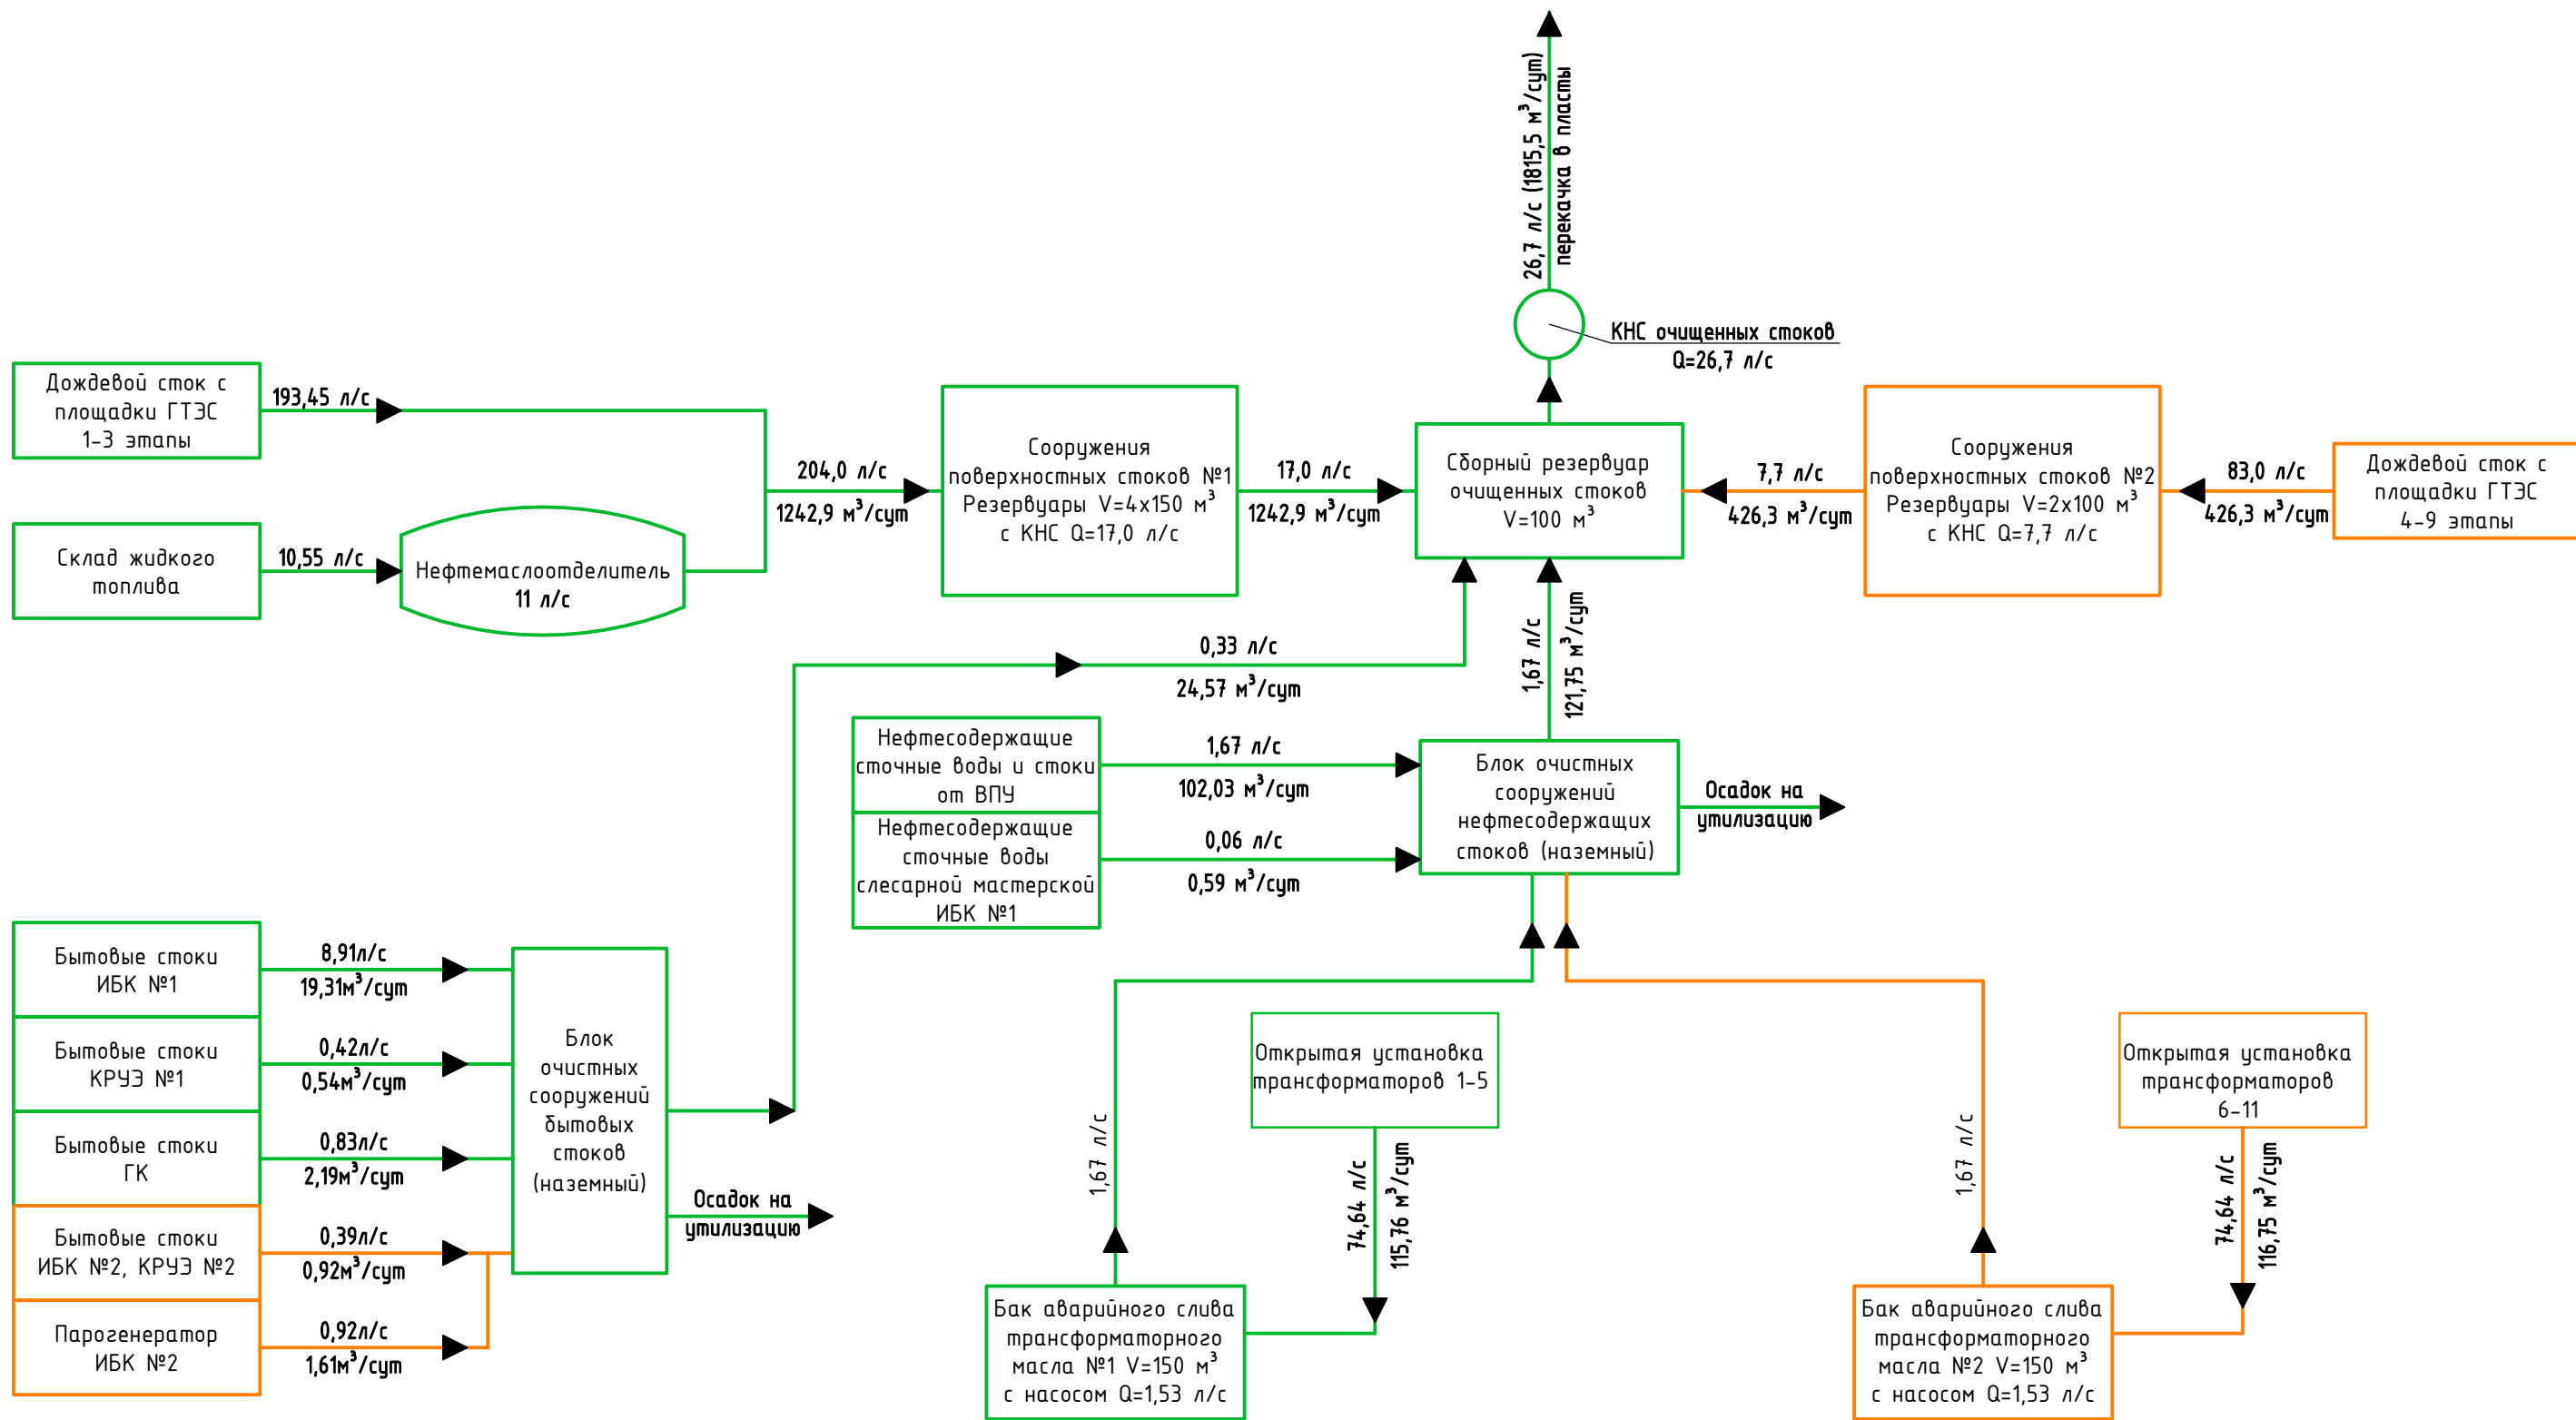 26,7 л/с (1815,5 м³/сут)
перекачка в пласты
КНС очищенных стоков
Q=26,7 л/с
Дождевой сток с
площадки ГТЭС
1-3 этапы
193,45 л/с
Склад жидкого
топлива
10,55 л/с
Нефтемаслоотделитель
11 л/с
204,0 л/с
1242,9 м³/сут
Сооружения
поверхностных стоков №1
Резервуары V=4х150 м³
с КНС Q=17,0 л/с
17,0 л/с
1242,9 м³/сут
Сборный резервуар
очищенных стоков
V=100 м³
7,7 л/с
426,3 м³/сут
Сооружения
поверхностных стоков №2
Резервуары V=2х100 м³
с КНС Q=7,7 л/с
83,0 л/с
426,3 м³/сут
Дождевой сток с
площадки ГТЭС
4-9 этапы
0,33 л/с
24,57 м³/сут
1,67 л/с
121,75 м³/сут
Нефтесодержащие
сточные воды и стоки
от ВПУ
1,67 л/с
102,03 м³/сут
Нефтесодержащие
сточные воды
слесарной мастерской
ИБК №1
0,06 л/с
0,59 м³/сут
Блок очистных
сооружений
нефтесодержащих
стоков (наземный)
Осадок на
утилизацию
Бытовые стоки
ИБК №1
8,91л/с
19,31м³/сут
Бытовые стоки
КРУЭ №1
0,42л/с
0,54м³/сут
Бытовые стоки
ГК
0,83л/с
2,19м³/сут
Бытовые стоки
ИБК №2, КРУЭ №2
0,39л/с
0,92м³/сут
Парогенератор
ИБК №2
0,92л/с
1,61м³/сут
Блок
очистных
сооружений
бытовых
стоков
(наземный)
Осадок на
утилизацию
1,67 л/с
Открытая установка
трансформаторов 1-5
74,64 л/с
115,76 м³/сут
Бак аварийного слива
трансформаторного
масла №1 V=150 м³
с насосом Q=1,53 л/с
1,67 л/с
Открытая установка
трансформаторов
6-11
74,64 л/с
116,75 м³/сут
Бак аварийного слива
трансформаторного
масла №2 V=150 м³
с насосом Q=1,53 л/с